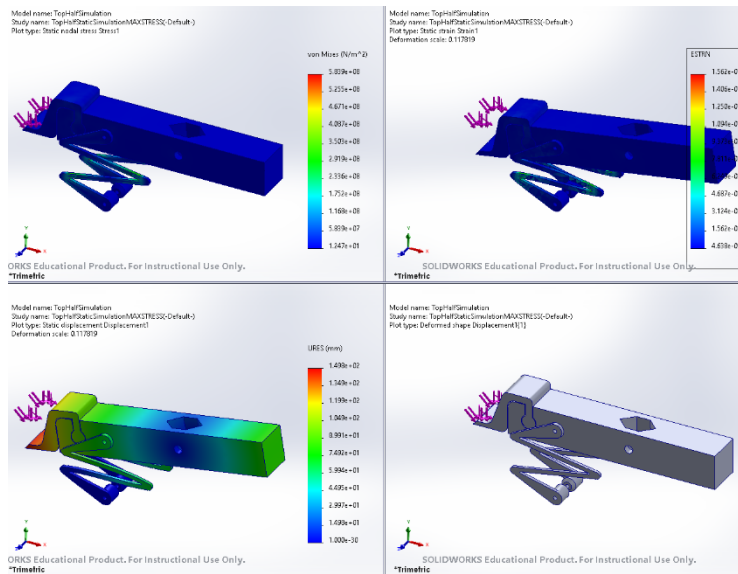 Model name: TopHalfSimulation
Study name: TopHalfStaticSimulationMAXSTRESS(-Default-)
Plot type: Static nodal stress Stress1
von Mises (N/m^2)
5.839e+08
5.255e+08
4.671e+08
4.087e+08
3.503e+08
2.919e+08
2.336e+08
1.752e+08
1.168e+08
5.839e+07
1.247e+01
Y
X
ORKS Educational Product. For Instructional Use Only.
*Trimetric
Model name: TopHalfSimulation
Study name: TopHalfStaticSimulationMAXSTRESS(-Default-)
Plot type: Static strain Strain1
Deformation scale: 0.117819
ESTRN
1.562e-0
1.406e-0
1.250e-0
1.094e-0
4.687e-0
3.124e-0
1.562e-0
4.638e-0
Y
X
SOLIDWORKS Educational Product. For Instructional Use Only.
*Trimetric
Model name: TopHalfSimulation
Study name: TopHalfStaticSimulationMAXSTRESS(-Default-)
Plot type: Static displacement Displacement1
Deformation scale: 0.117819
URES (mm)
1.498e+02
1.349e+02
1.199e+02
1.049e+02
8.991e+01
7.492e+01
5.994e+01
4.495e+01
2.997e+01
1.498e+01
1.000e-30
Y
X
ORKS Educational Product. For Instructional Use Only.
*Trimetric
Model name: TopHalfSimulation
Study name: TopHalfStaticSimulationMAXSTRESS(-Default-)
Plot type: Deformed shape Displacement1{1}
Y
X
SOLIDWORKS Educational Product. For Instructional Use Only.
*Trimetric